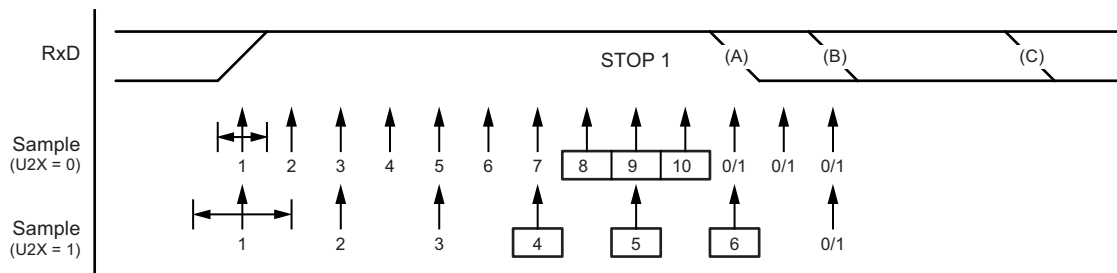 RxD
STOP 1
(A)
(B)
(C)
Sample
(U2X = 0)
1 2 3 4 5 6 7 8 9 10 0/1 0/1 0/1
Sample
(U2X = 1)
1 2 3 4 5 6 0/1